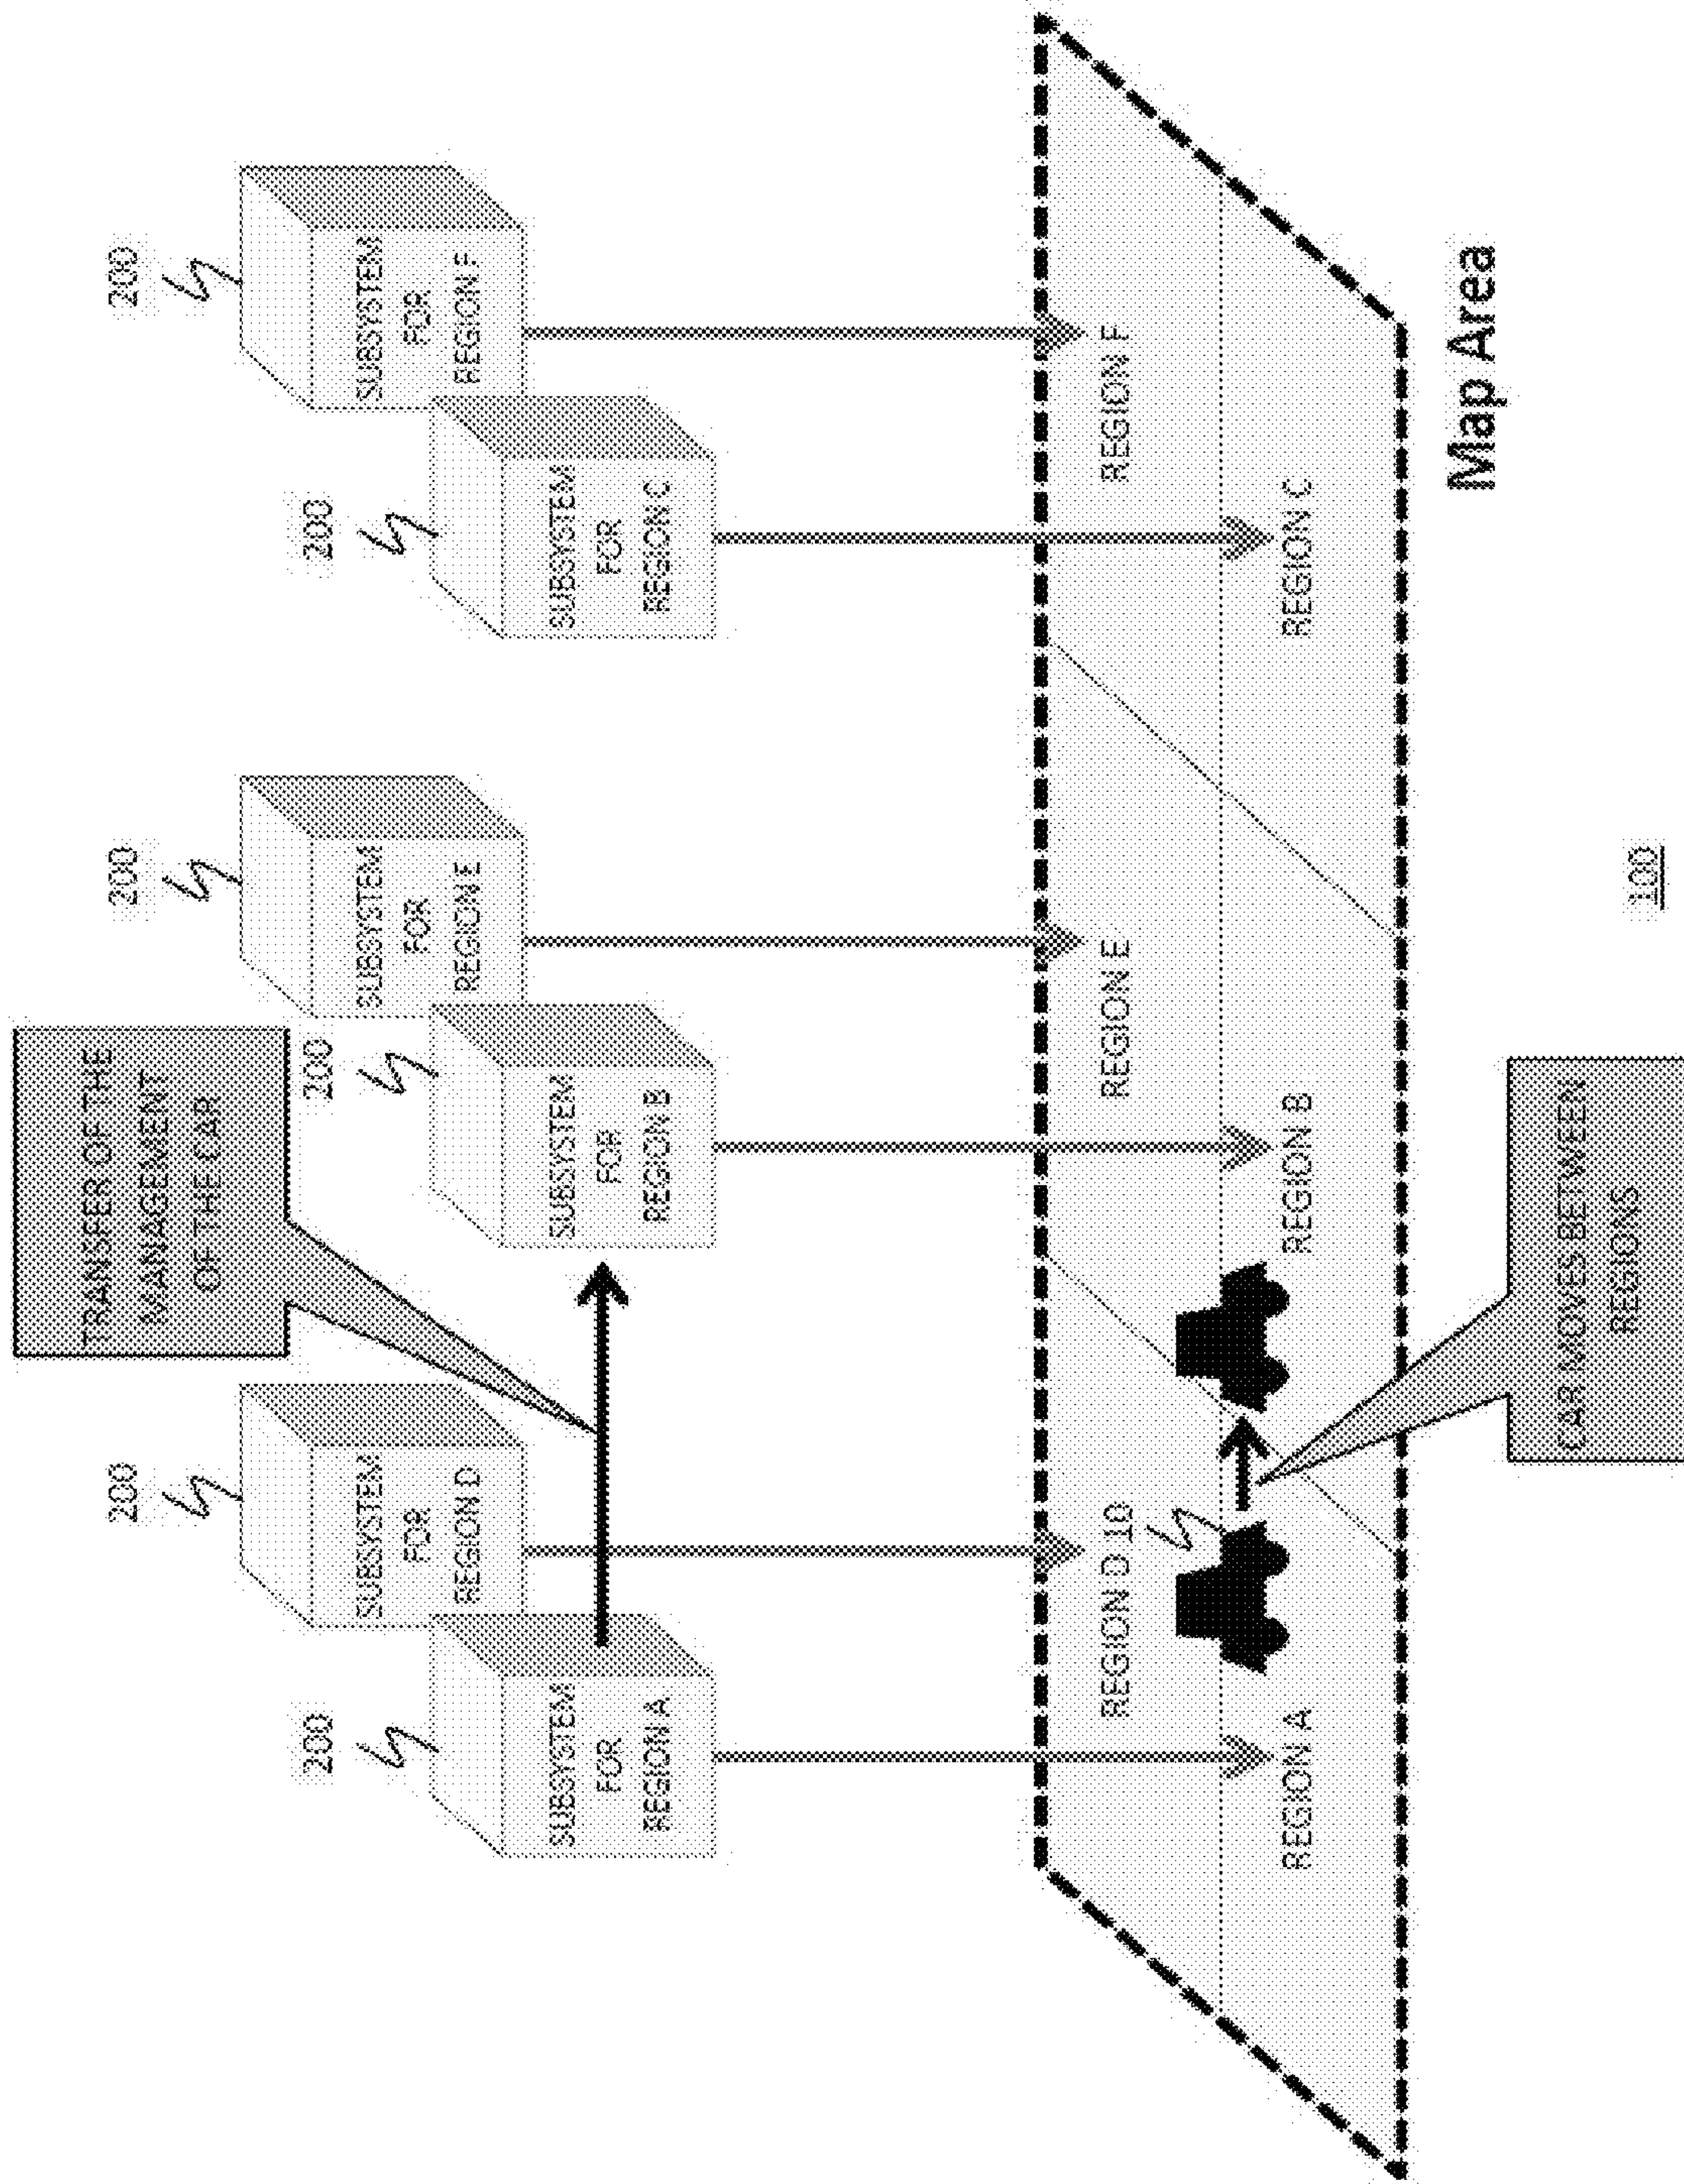 TRANSFER OF THE
MANAGEMENT
OF THE CAR
200
200
200
SUBSYSTEM
FOR
REGION D
SUBSYSTEM
FOR
REGION E
SUBSYSTEM
FOR
REGION F
200
200
200
SUBSYSTEM
FOR
REGION A
SUBSYSTEM
FOR
REGION B
SUBSYSTEM
FOR
REGION C
REGION D
10
REGION E
REGION F
REGION A
REGION B
REGION C
Map Area
CAR MOVES BETWEEN
REGIONS
100